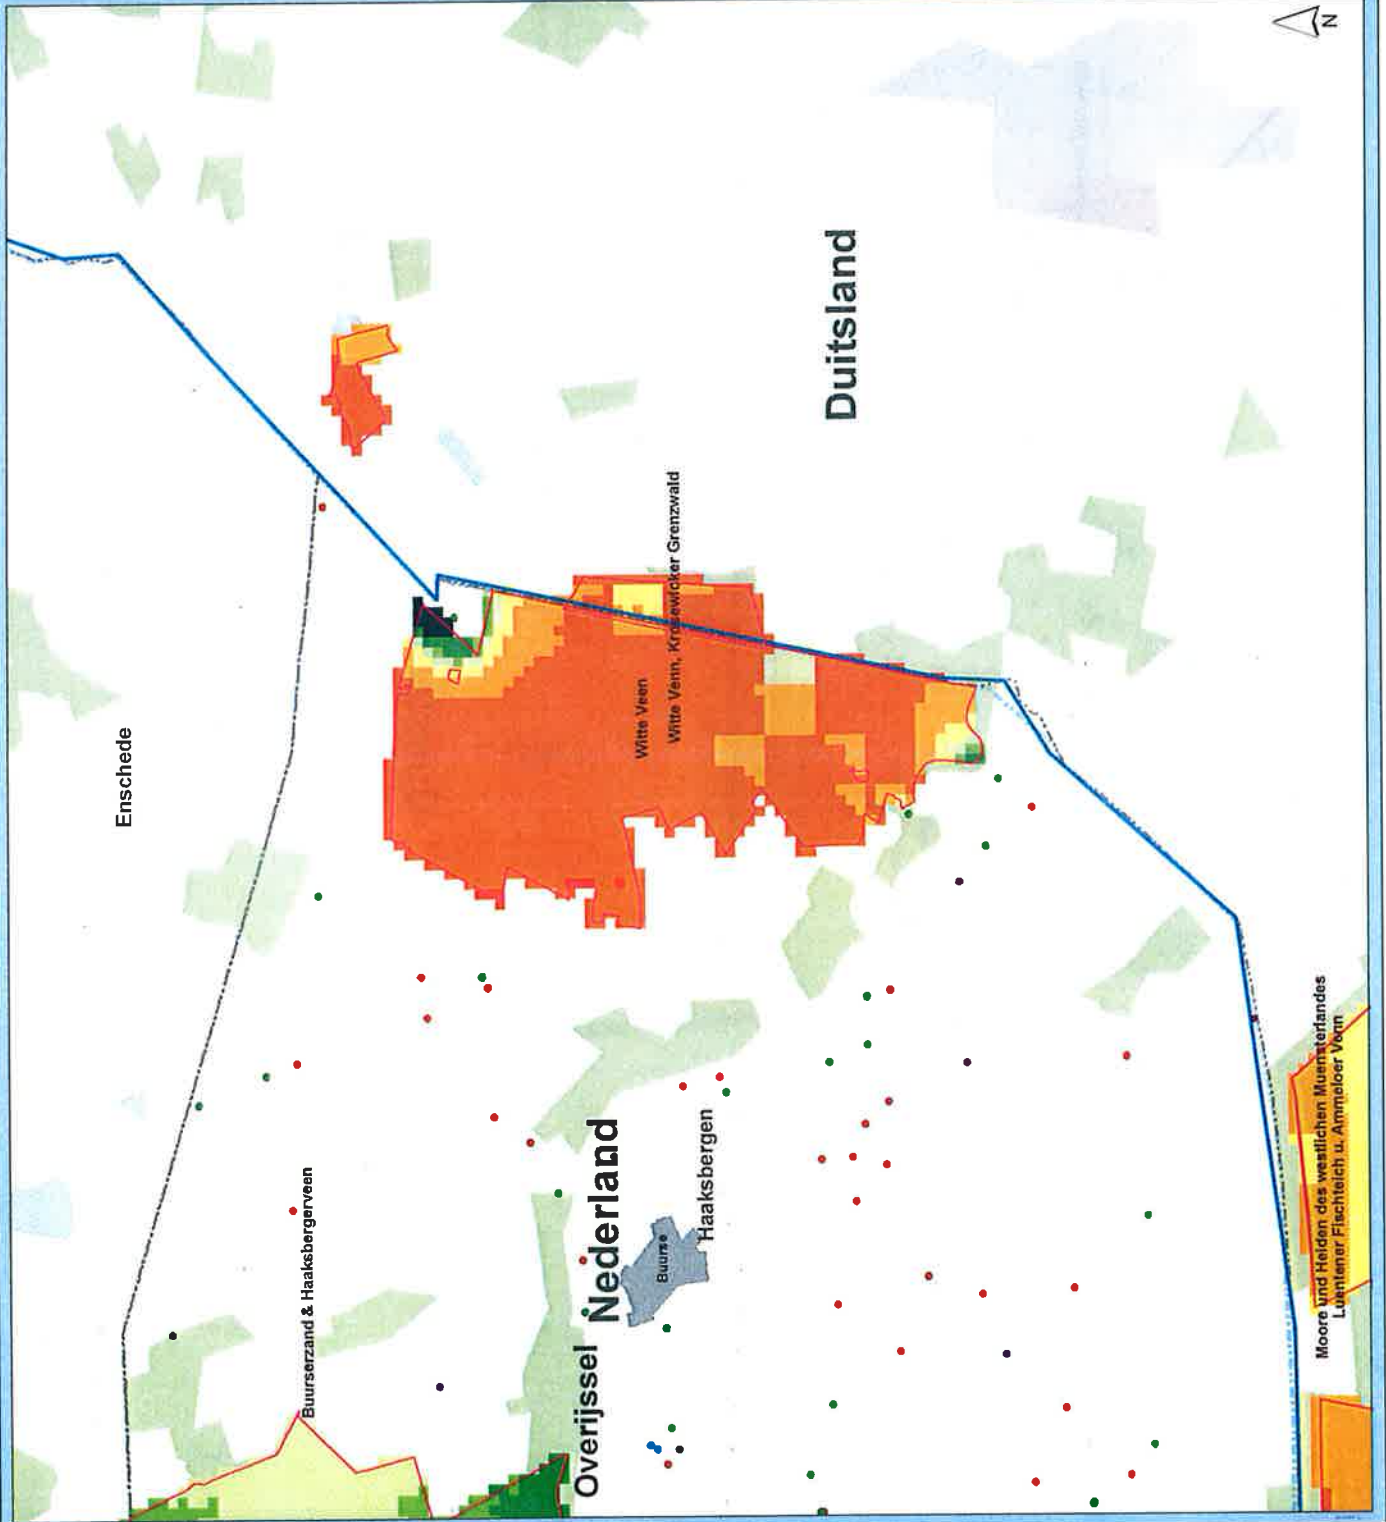 Enschede
Duitsland
Witte Veen
Witte Venn, Krosewicker Grenzwald
Buurserzand & Haaksbergerveen
Overijssel
Nederland
Buurse
Haaksbergen
Moore und Heiden des westlichen Muensterlandes
Luentener Fischteich u. Ammeloer Venn
N